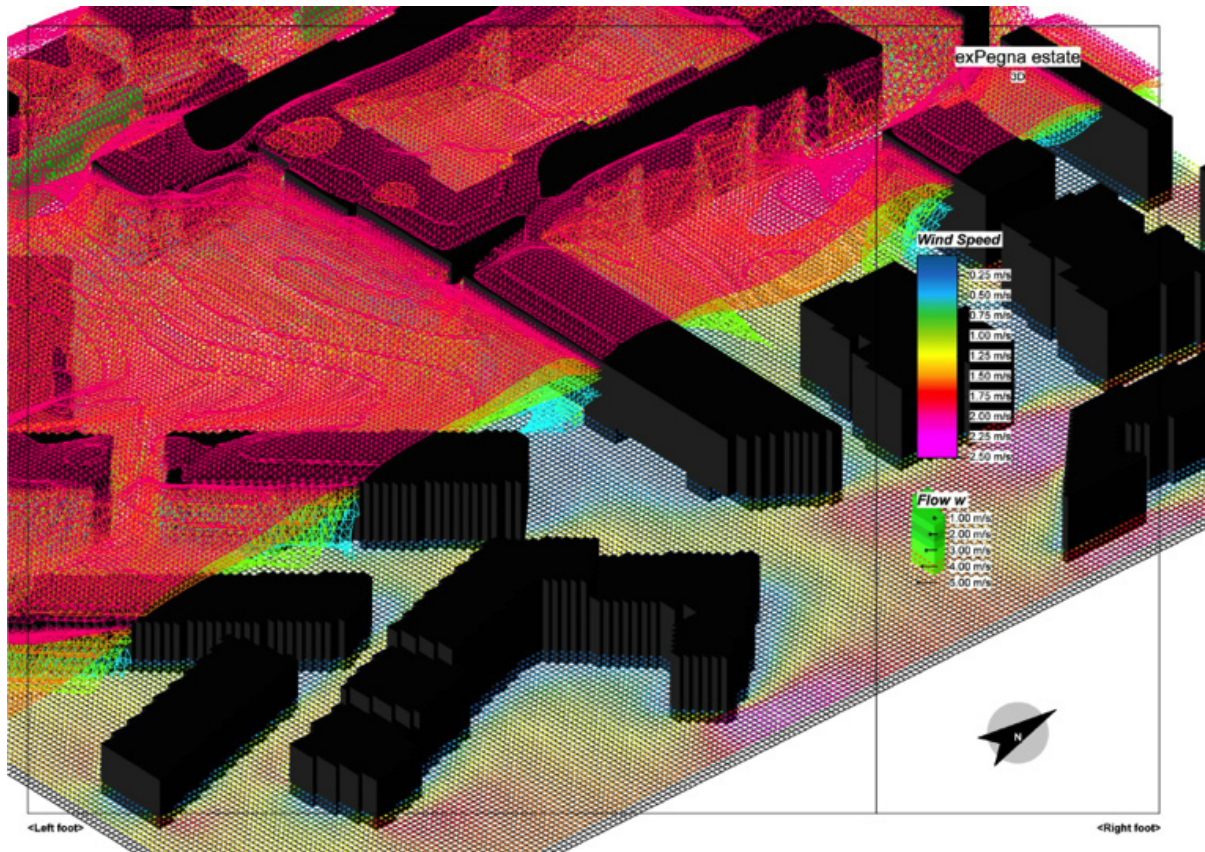 exPegna estate
3D
Wind Speed
0.25 m/s
0.50 m/s
0.75 m/s
1.00 m/s
1.25 m/s
1.50 m/s
1.75 m/s
2.00 m/s
2.25 m/s
2.50 m/s
Flow w
1.00 m/s
2.00 m/s
3.00 m/s
4.00 m/s
5.00 m/s
N
<Left foot>
<Right foot>